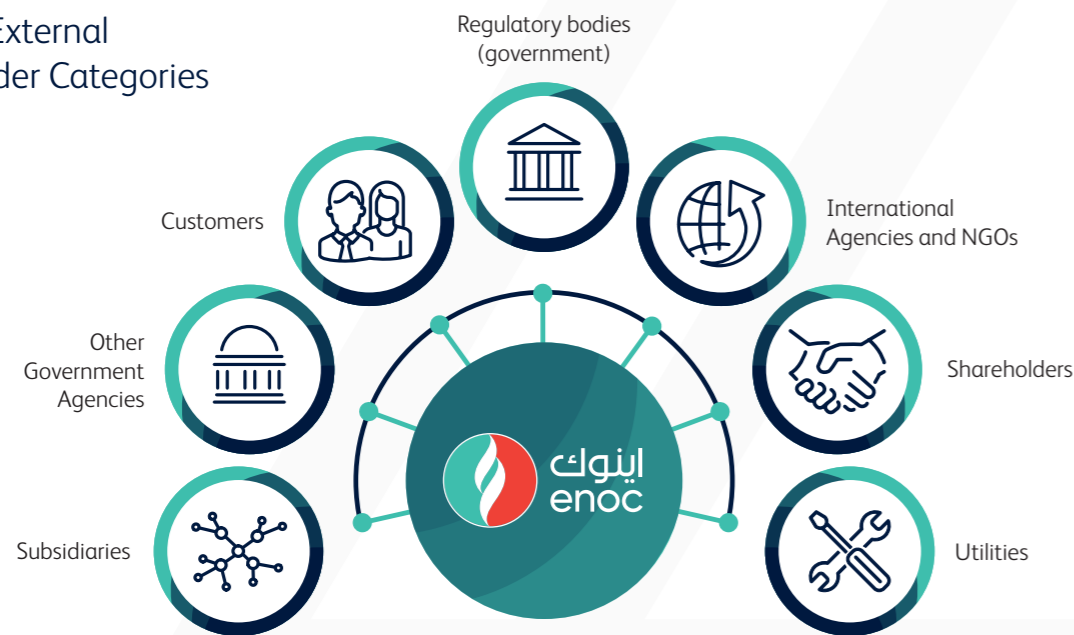 External
der Categories
Regulatory bodies
(government)
Customers
International
Agencies and NGOs
Other
Government
Agencies
Shareholders
Subsidiaries
Utilities
اينوك
enoc